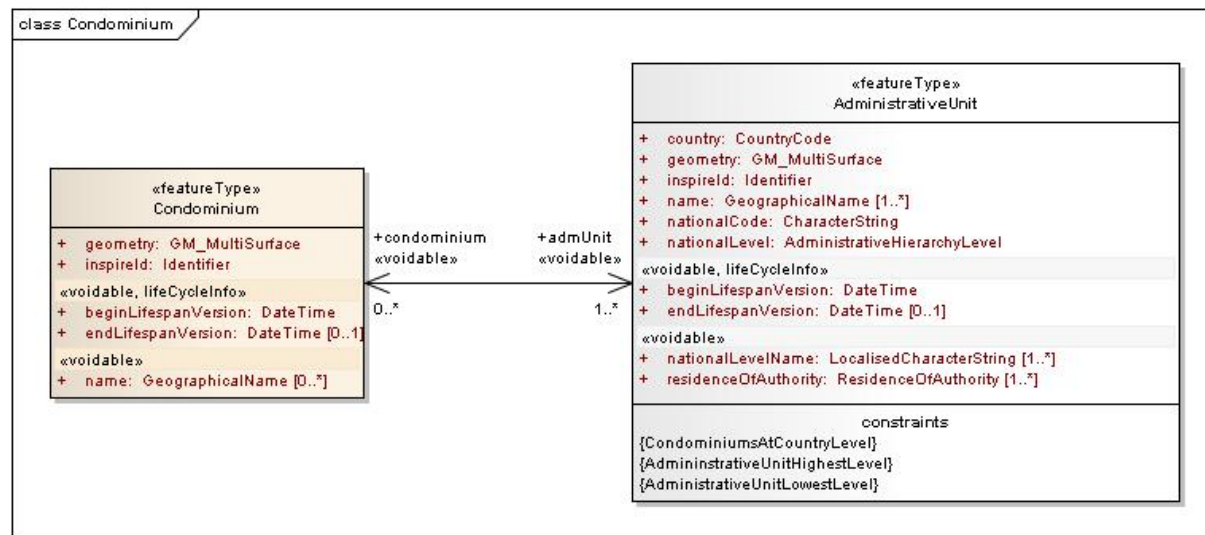 class Condominium
«featureType»
Condominium
+ geometry: GM_MultiSurface
+ inspireId: Identifier
«voidable, lifeCycleInfo»
+ beginLifespanVersion: DateTime
+ endLifespanVersion: DateTime [0..1]
«voidable»
+ name: GeographicalName [0..*]
+condominium
«voidable»
0..*
+admUnit
«voidable»
1..*
«featureType»
AdministrativeUnit
+ country: CountryCode
+ geometry: GM_MultiSurface
+ inspireId: Identifier
+ name: GeographicalName [1..*]
+ nationalCode: CharacterString
+ nationalLevel: AdministrativeHierarchyLevel
«voidable, lifeCycleInfo»
+ beginLifespanVersion: DateTime
+ endLifespanVersion: DateTime [0..1]
«voidable»
+ nationalLevelName: LocalisedCharacterString [1..*]
+ residenceOfAuthority: ResidenceOfAuthority [1..*]
constraints
{CondominiumsAtCountryLevel}
{AdmininstrativeUnitHighestLevel}
{AdministrativeUnitLowestLevel}